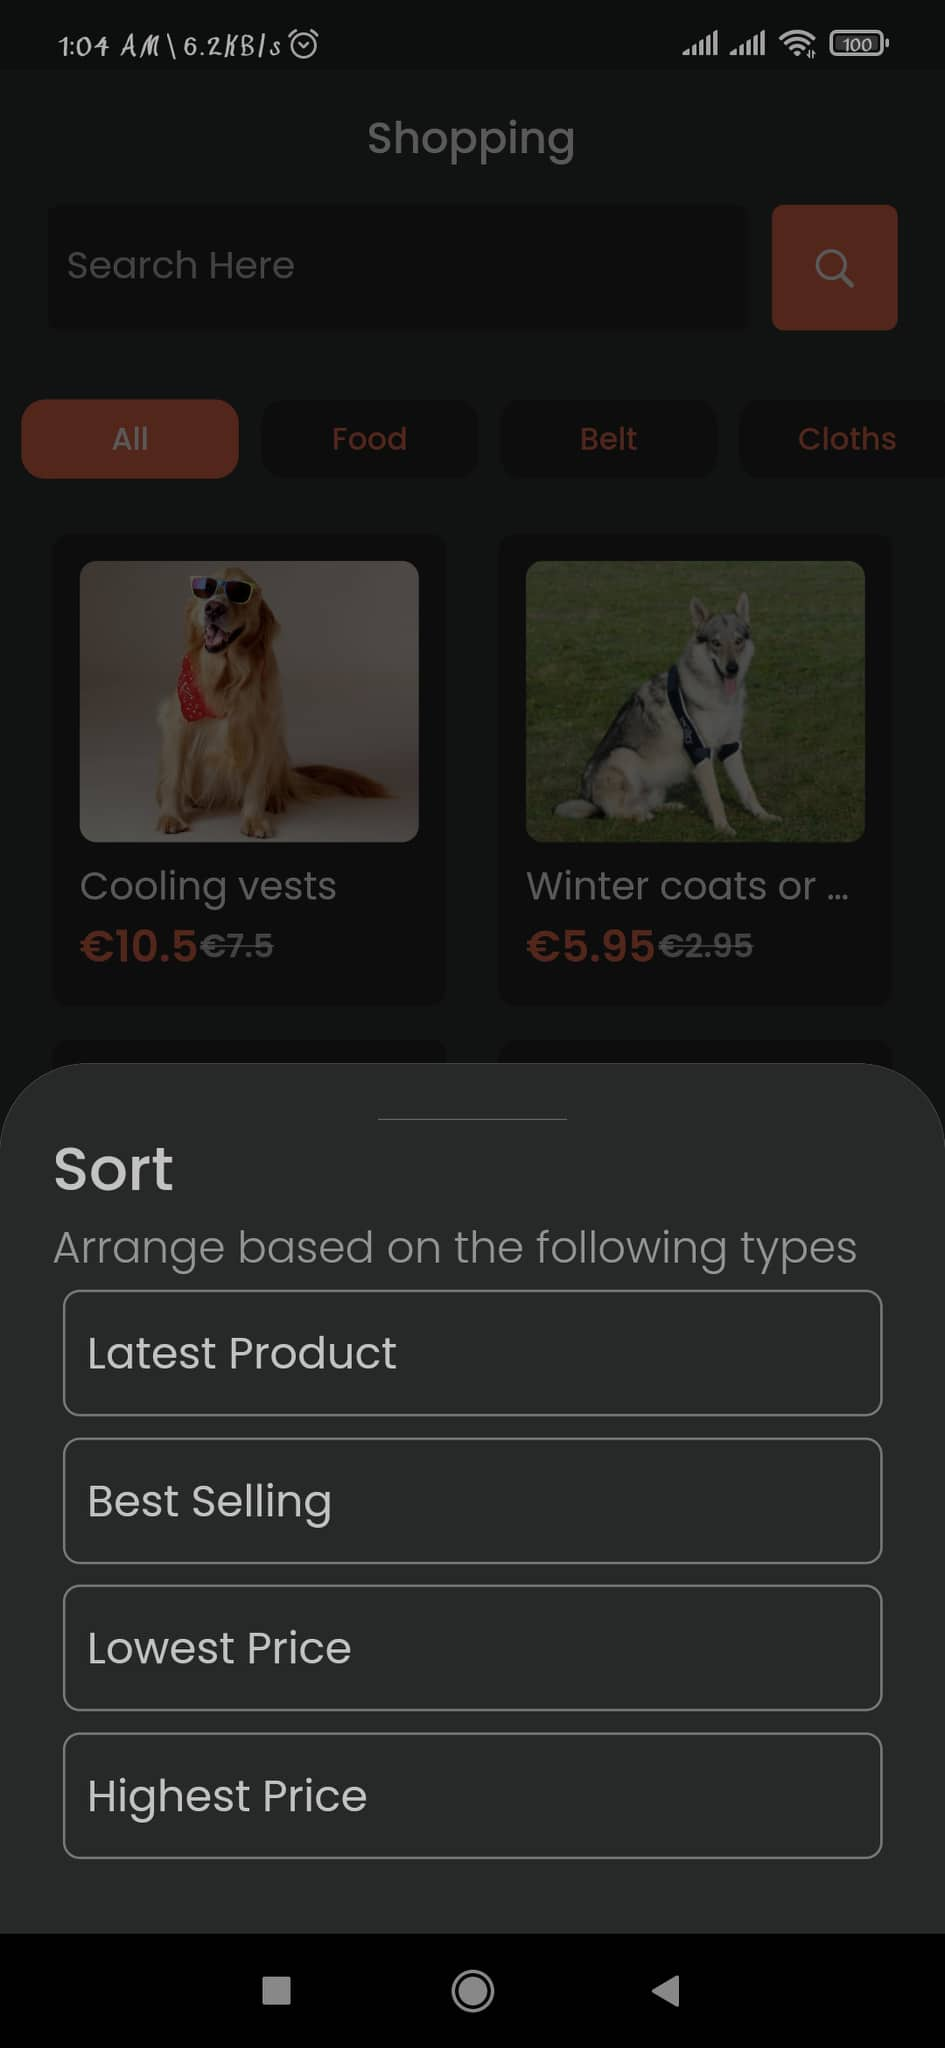 1:04 AM\6.2KB/s 100
Shopping
Search Here
All Food Belt Cloths
Cooling vests Winter coats or ...
€10.5€7.5 €5.95€2.95
Sort
Arrange based on the following types
Latest Product
Best Selling
Lowest Price
Highest Price